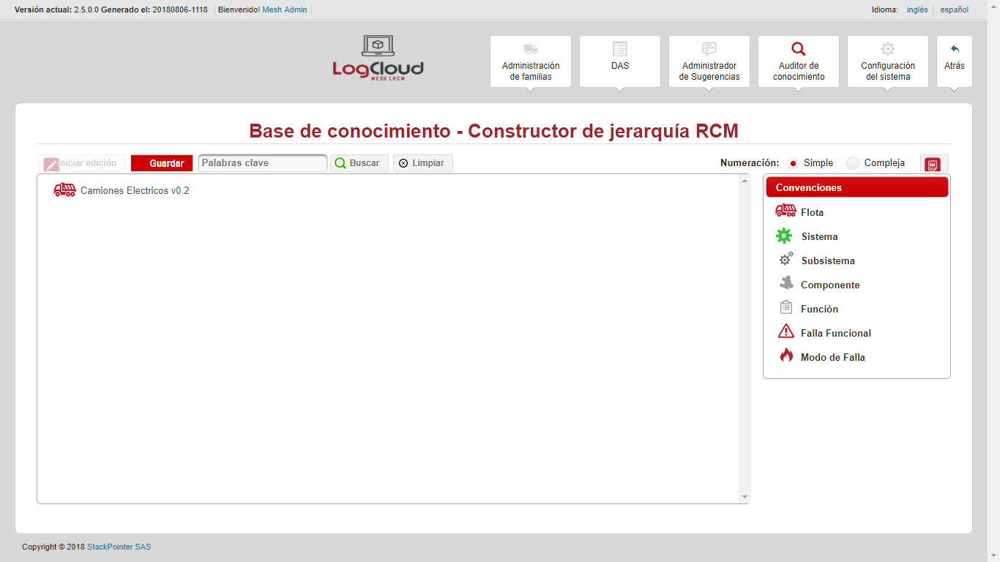 Versión actual: 2.5.0.0 Generado el: 20180806-1118 Bienvenido! Mesh Admin Idioma: inglés español
LogCloud
MESH LRCM
Administración
de familias
DAS
Administrador
de Sugerencias
Auditor de
conocimiento
Configuración
del sistema
Atrás
Base de conocimiento - Constructor de jerarquía RCM
Iniciar edición Guardar Palabras clave Buscar Limpiar Numeración: Simple Compleja
Camiones Electricos v0.2
Convenciones
Flota
Sistema
Subsistema
Componente
Función
Falla Funcional
Modo de Falla
Copyright © 2018 StackPointer SAS